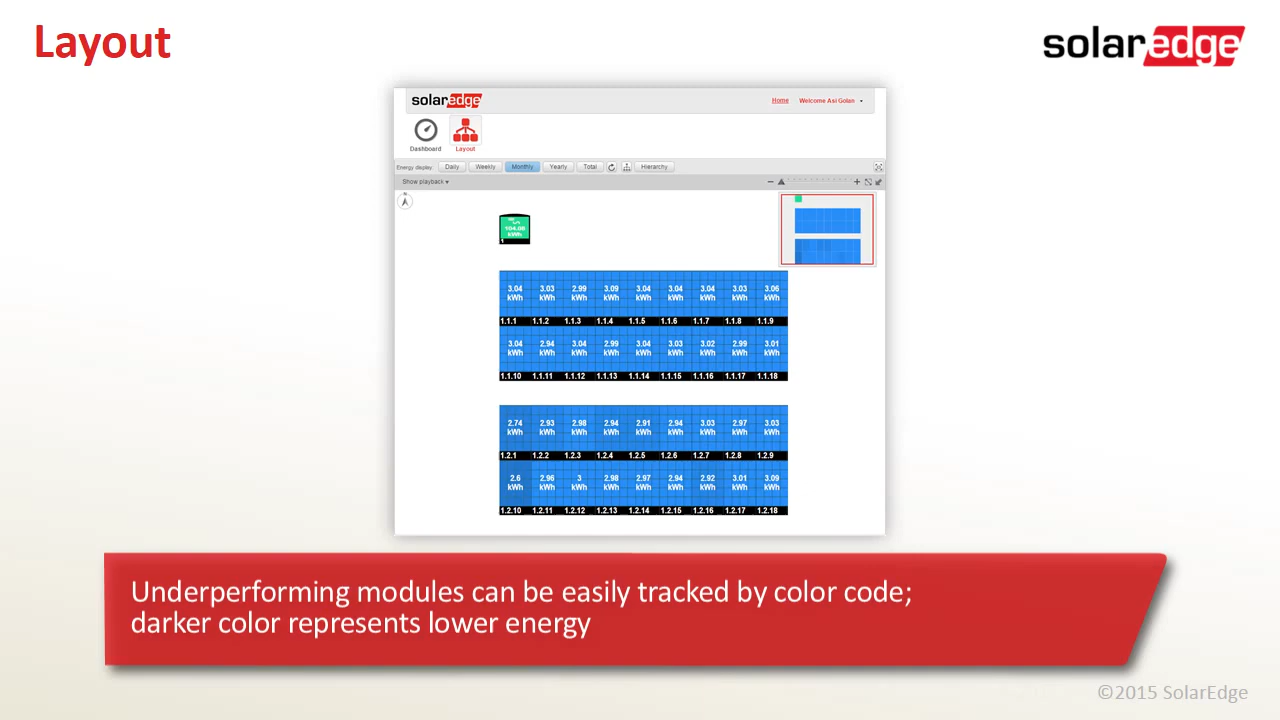 Layout
solaredge
solaredge
Home Welcome Asi Golan
Dashboard Layout
Energy display: Daily Weekly Monthly Yearly Total Hierarchy
Show playback
N
104.08
kWh
1
3.04 3.03 2.99 3.09 3.04 3.04 3.04 3.03 3.06
kWh kWh kWh kWh kWh kWh kWh kWh kWh
1.1.1 1.1.2 1.1.3 1.1.4 1.1.5 1.1.6 1.1.7 1.1.8 1.1.9
3.04 2.94 3.04 2.99 3.04 3.03 3.02 2.99 3.01
kWh kWh kWh kWh kWh kWh kWh kWh kWh
1.1.10 1.1.11 1.1.12 1.1.13 1.1.14 1.1.15 1.1.16 1.1.17 1.1.18
2.74 2.93 2.98 2.94 2.91 2.94 3.03 2.97 3.03
kWh kWh kWh kWh kWh kWh kWh kWh kWh
1.2.1 1.2.2 1.2.3 1.2.4 1.2.5 1.2.6 1.2.7 1.2.8 1.2.9
2.6 2.96 3 2.98 2.97 2.94 2.92 3.01 3.09
kWh kWh kWh kWh kWh kWh kWh kWh kWh
1.2.10 1.2.11 1.2.12 1.2.13 1.2.14 1.2.15 1.2.16 1.2.17 1.2.18
Underperforming modules can be easily tracked by color code;
darker color represents lower energy
©2015 SolarEdge